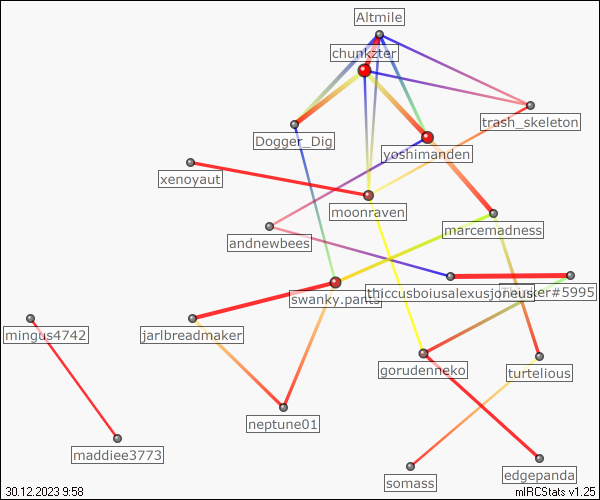 Altmile
chunkzter
trash_skeleton
Dogger_Dig
yoshimanden
xenoyaut
moonraven
andnewbees
marcemadness
swanky.pants
thiccusboiusalexusjoneus
#5995
mingus4742
jarlbreadmaker
gorudenneko
turtelious
neptune01
maddiee3773
somass
edgepanda
30.12.2023 9:58
mIRCStats v1.25